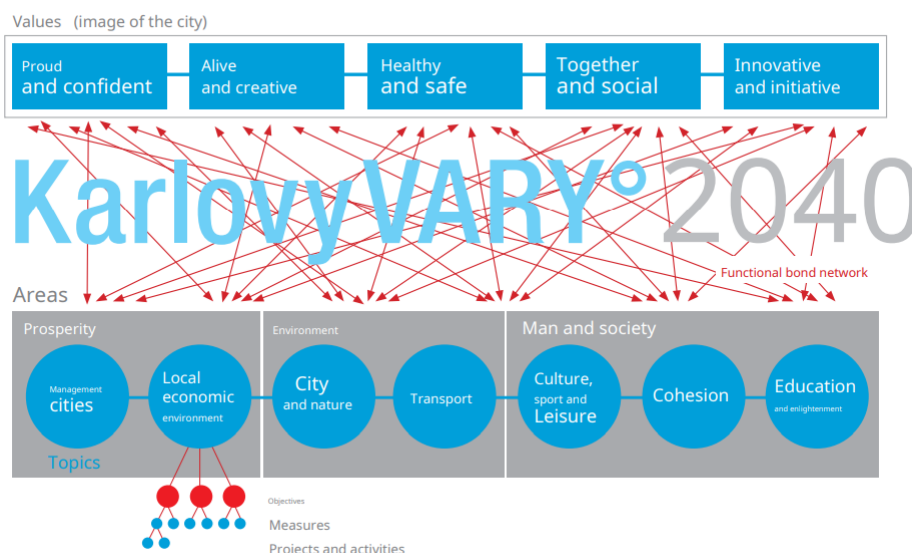 Values (image of the city)
Proud
and confident
Alive
and creative
Healthy
and safe
Together
and social
Innovative
and initiative
KarlovyVARY° 2040
Functional bond network
Areas
Prosperity
Environment
Man and society
Management
cities
Local
economic
environment
City
and nature
Transport
Culture,
sport and
Leisure
Cohesion
Education
and enlightenment
Topics
Objectives
Measures
Projects and activities